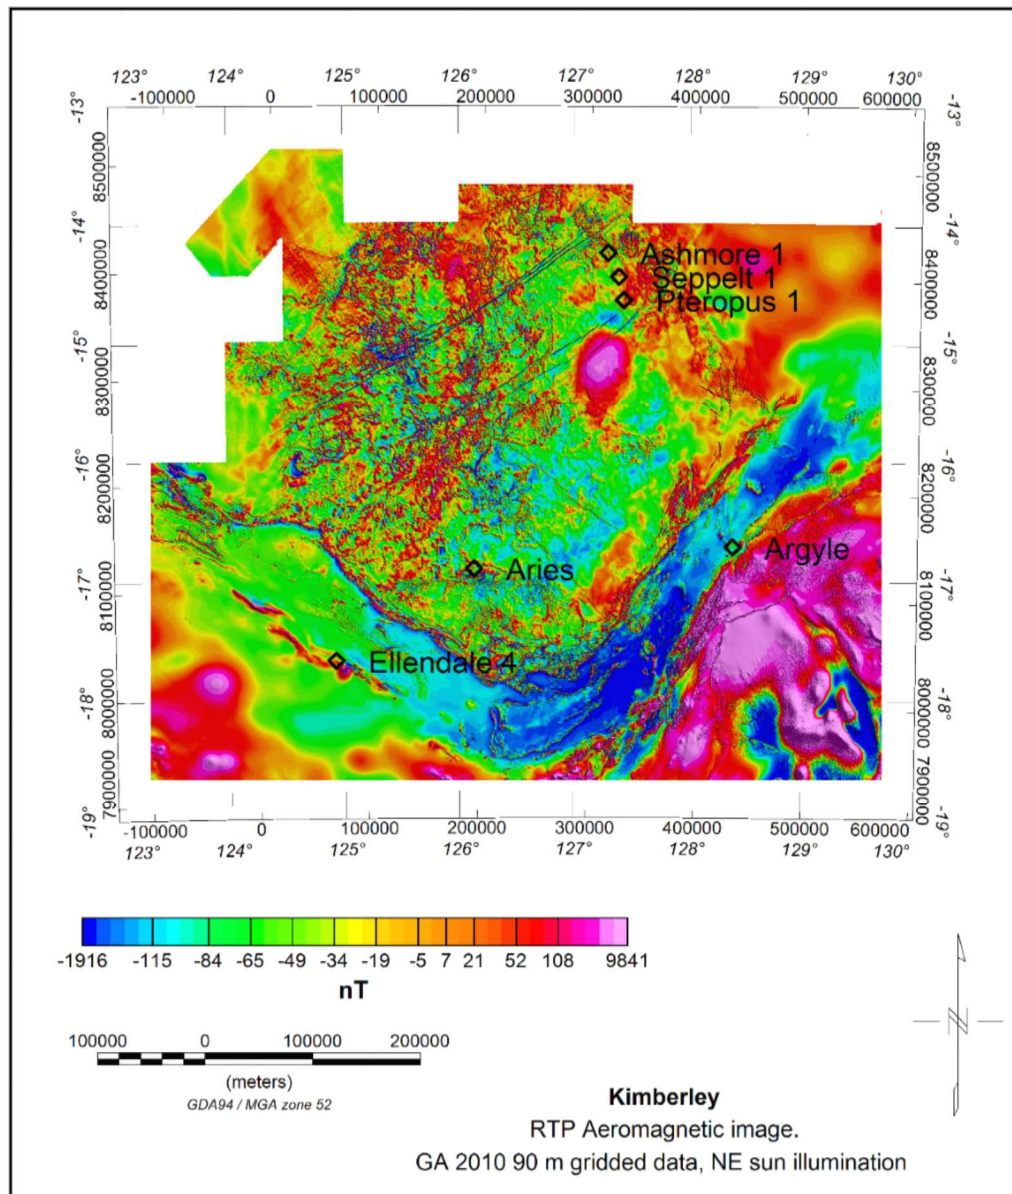 123° 124° 125° 126° 127° 128° 129° 130°
-100000 0 100000 200000 300000 400000 500000 600000
-13° -13°
8500000 8500000
-14° -14°
8400000 8400000
Ashmore 1
Seppelt 1
Pteropus 1
-15° -15°
8300000 8300000
-16° -16°
8200000 8200000
Argyle
Aries
-17° -17°
8100000 8100000
Ellendale 4
-18° -18°
8000000 8000000
7900000 7900000
-19° -19°
-100000 0 100000 200000 300000 400000 500000 600000
123° 124° 125° 126° 127° 128° 129° 130°
-1916 -115 -84 -65 -49 -34 -19 -5 7 21 52 108 9841
nT
100000 0 100000 200000
(meters)
GDA94 / MGA zone 52
N
Kimberley
RTP Aeromagnetic image.
GA 2010 90 m gridded data, NE sun illumination